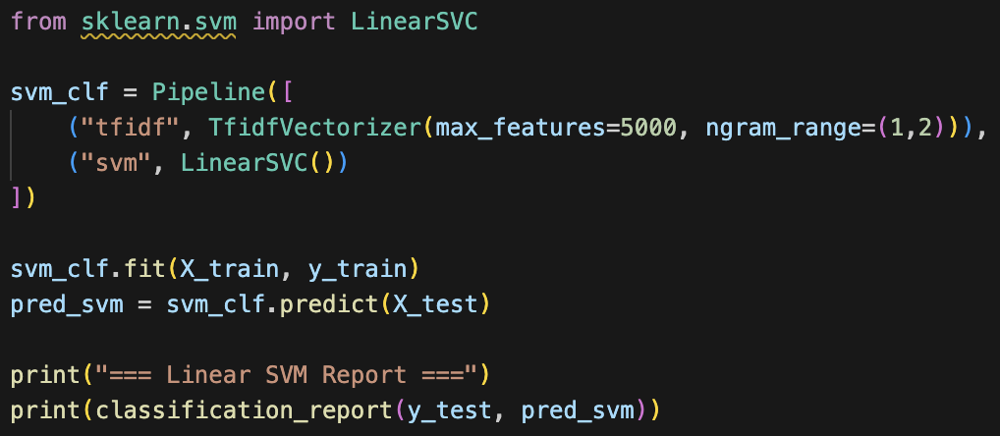 from sklearn.svm import LinearSVC
svm_clf = Pipeline([
("tfidf", TfidfVectorizer(max_features=5000, ngram_range=(1,2))),
("svm", LinearSVC())
])
svm_clf.fit(X_train, y_train)
pred_svm = svm_clf.predict(X_test)
print("=== Linear SVM Report ===")
print(classification_report(y_test, pred_svm))